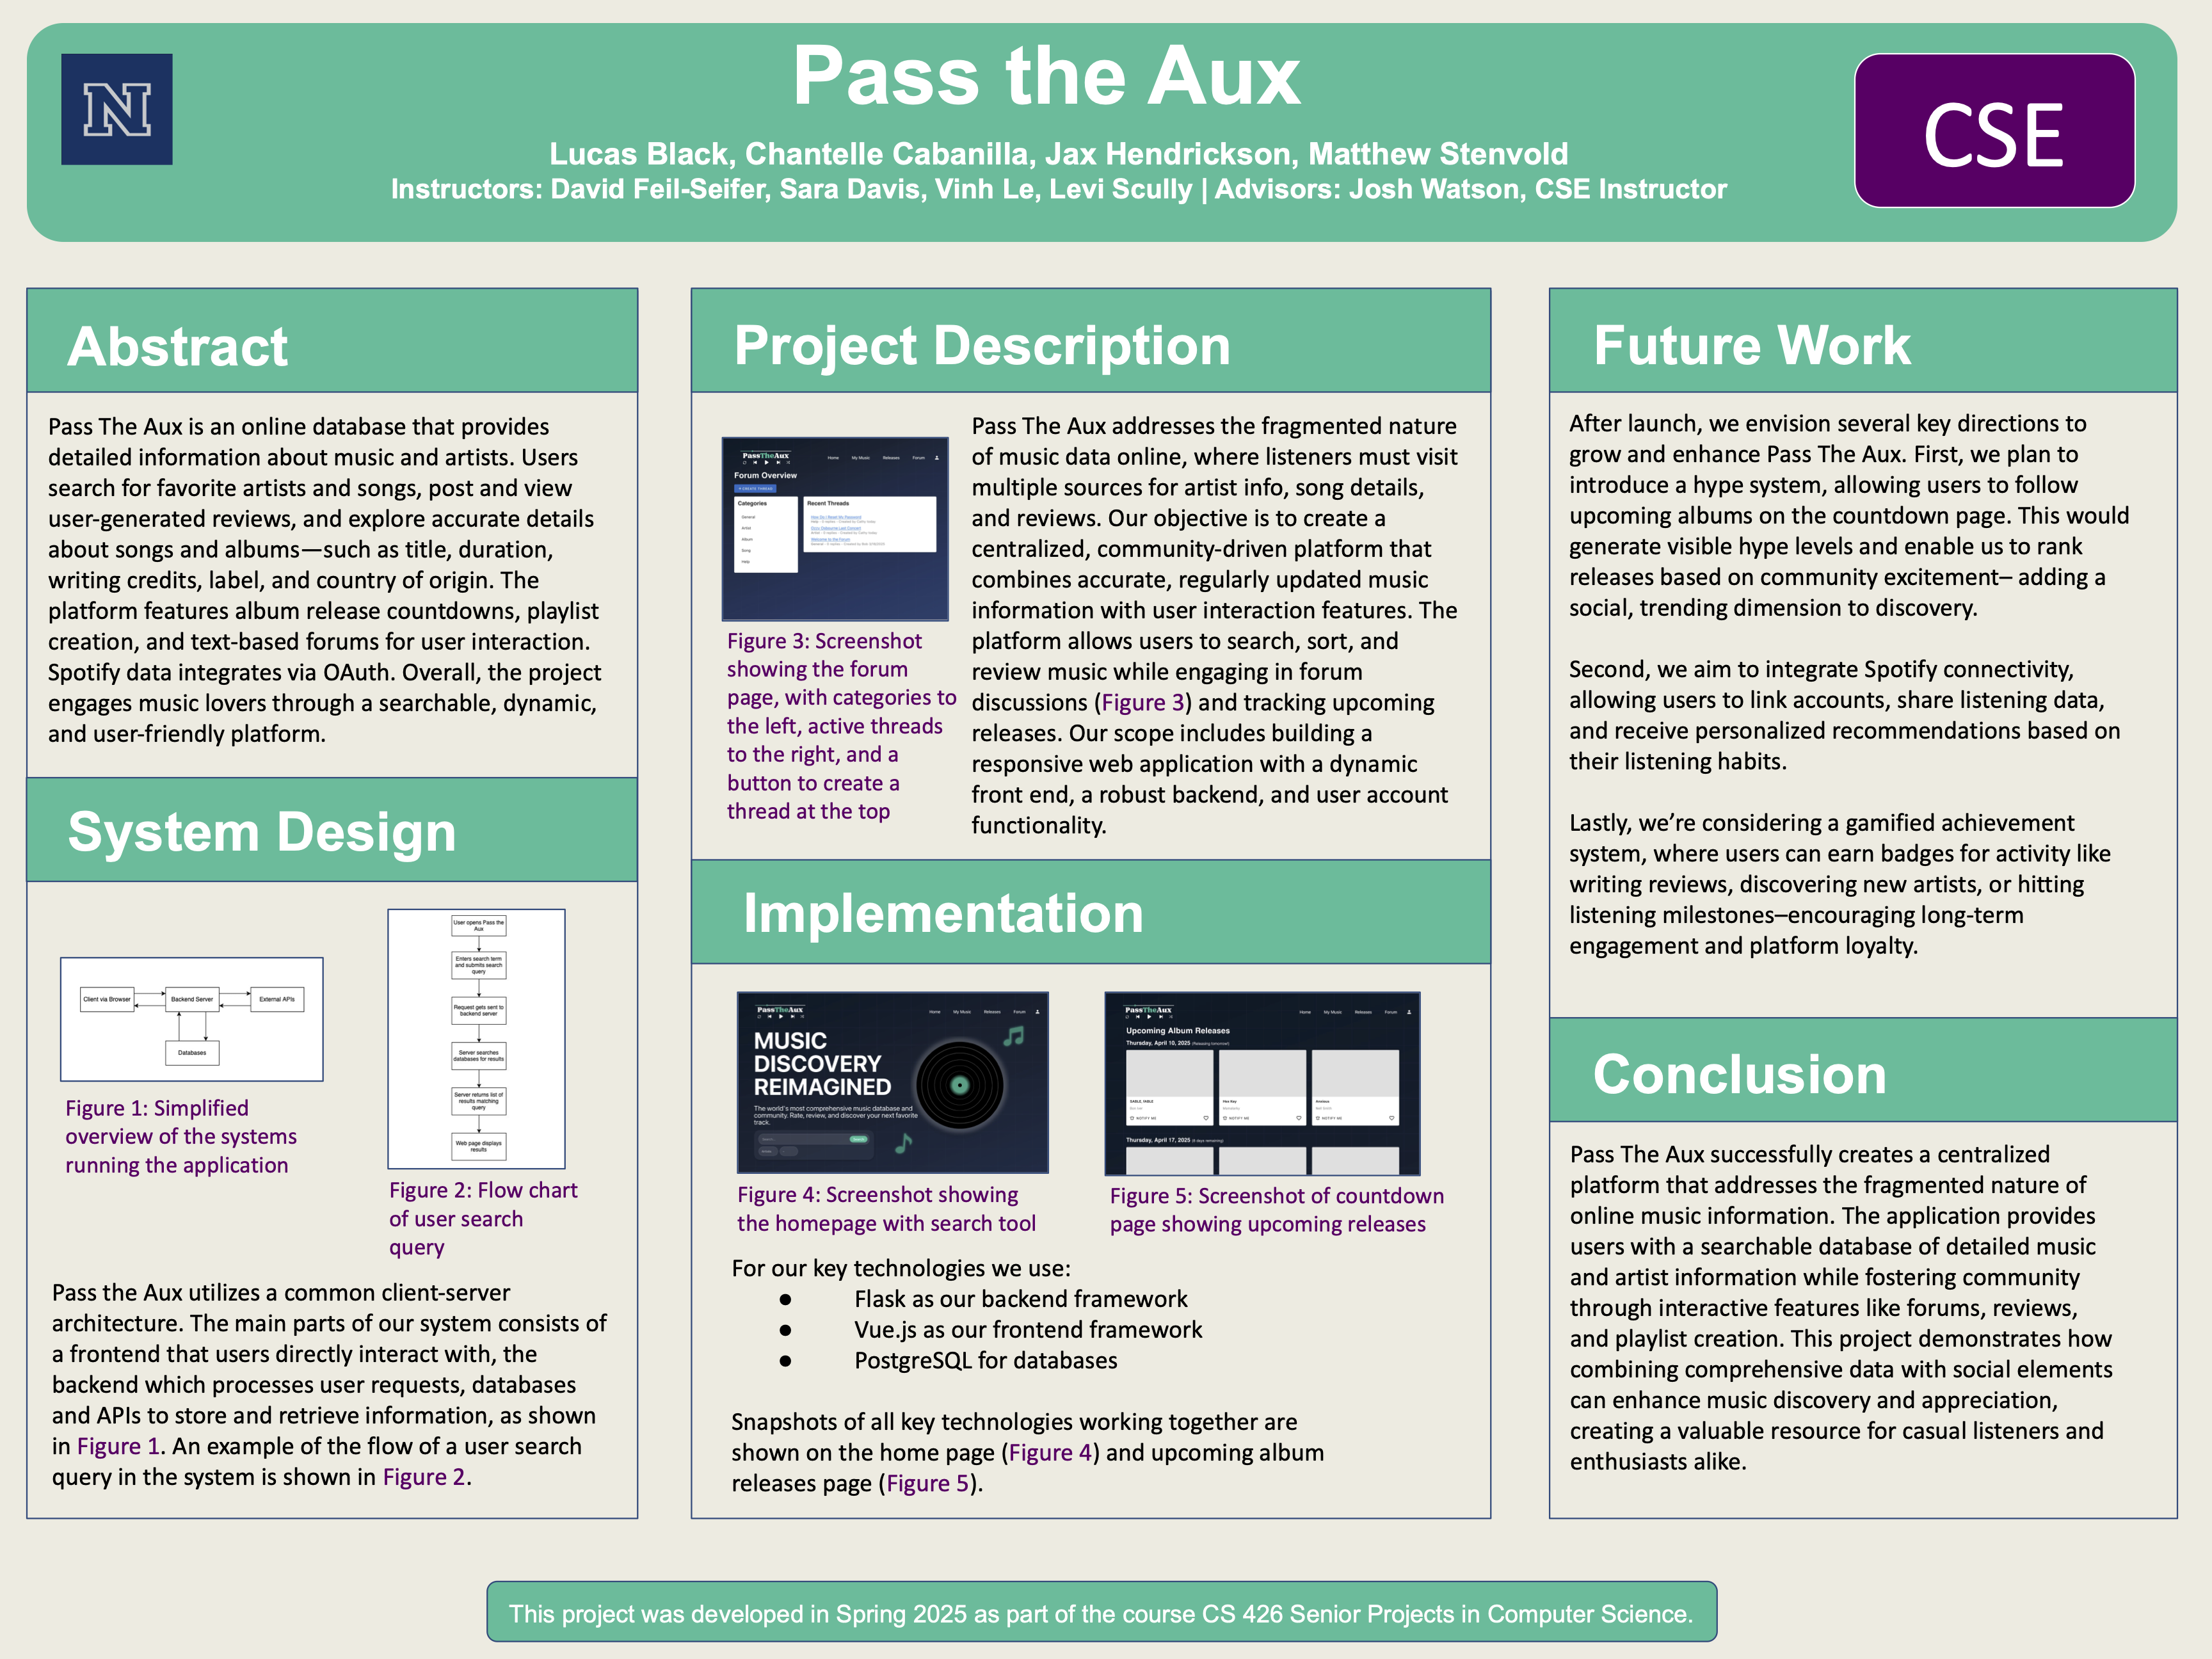 N
Pass the Aux
CSE
Lucas Black, Chantelle Cabanilla, Jax Hendrickson, Matthew Stenvold
Instructors: David Feil-Seifer, Sara Davis, Vinh Le, Levi Scully | Advisors: Josh Watson, CSE Instructor
Abstract
Pass The Aux is an online database that provides
detailed information about music and artists. Users
search for favorite artists and songs, post and view
user-generated reviews, and explore accurate details
about songs and albums—such as title, duration,
writing credits, label, and country of origin. The
platform features album release countdowns, playlist
creation, and text-based forums for user interaction.
Spotify data integrates via OAuth. Overall, the project
engages music lovers through a searchable, dynamic,
and user-friendly platform.
System Design
Client via Browser
Backend Server
External APIs
Databases
Figure 1: Simplified
overview of the systems
running the application
User opens Pass the
Aux
Enters search term
and submits search
query
Request gets sent to
backend server
Server searches
databases for results
Server returns list of
results matching
query
Web page displays
results
Figure 2: Flow chart
of user search
query
Pass the Aux utilizes a common client-server
architecture. The main parts of our system consists of
a frontend that users directly interact with, the
backend which processes user requests, databases
and APIs to store and retrieve information, as shown
in Figure 1. An example of the flow of a user search
query in the system is shown in Figure 2.
Project Description
PassTheAux
Home My Music Releases Forum
Forum Overview
+ CREATE THREAD
Categories
General
Artist
Album
Song
Help
Recent Threads
How Do I Reset My Password
Ozzy Osbourne Last Concert
Welcome to the Forum
Figure 3: Screenshot
showing the forum
page, with categories to
the left, active threads
to the right, and a
button to create a
thread at the top
Pass The Aux addresses the fragmented nature
of music data online, where listeners must visit
multiple sources for artist info, song details,
and reviews. Our objective is to create a
centralized, community-driven platform that
combines accurate, regularly updated music
information with user interaction features. The
platform allows users to search, sort, and
review music while engaging in forum
discussions (Figure 3) and tracking upcoming
releases. Our scope includes building a
responsive web application with a dynamic
front end, a robust backend, and user account
functionality.
Implementation
PassTheAux
Home My Music Releases Forum
MUSIC
DISCOVERY
REIMAGINED
The world's most comprehensive music database and
community. Rate, review, and discover your next favorite
track.
Figure 4: Screenshot showing
the homepage with search tool
PassTheAux
Home My Music Releases Forum
Upcoming Album Releases
Thursday, April 10, 2025 (Releasing tomorrow)
SABLE, fABLE
NOTIFY ME
Hex Key
NOTIFY ME
NOTIFY ME
Thursday, April 17, 2025 (8 days remaining)
Figure 5: Screenshot of countdown
page showing upcoming releases
For our key technologies we use:
● Flask as our backend framework
● Vue.js as our frontend framework
● PostgreSQL for databases
Snapshots of all key technologies working together are
shown on the home page (Figure 4) and upcoming album
releases page (Figure 5).
Future Work
After launch, we envision several key directions to
grow and enhance Pass The Aux. First, we plan to
introduce a hype system, allowing users to follow
upcoming albums on the countdown page. This would
generate visible hype levels and enable us to rank
releases based on community excitement– adding a
social, trending dimension to discovery.
Second, we aim to integrate Spotify connectivity,
allowing users to link accounts, share listening data,
and receive personalized recommendations based on
their listening habits.
Lastly, we’re considering a gamified achievement
system, where users can earn badges for activity like
writing reviews, discovering new artists, or hitting
listening milestones–encouraging long-term
engagement and platform loyalty.
Conclusion
Pass The Aux successfully creates a centralized
platform that addresses the fragmented nature of
online music information. The application provides
users with a searchable database of detailed music
and artist information while fostering community
through interactive features like forums, reviews,
and playlist creation. This project demonstrates how
combining comprehensive data with social elements
can enhance music discovery and appreciation,
creating a valuable resource for casual listeners and
enthusiasts alike.
This project was developed in Spring 2025 as part of the course CS 426 Senior Projects in Computer Science.